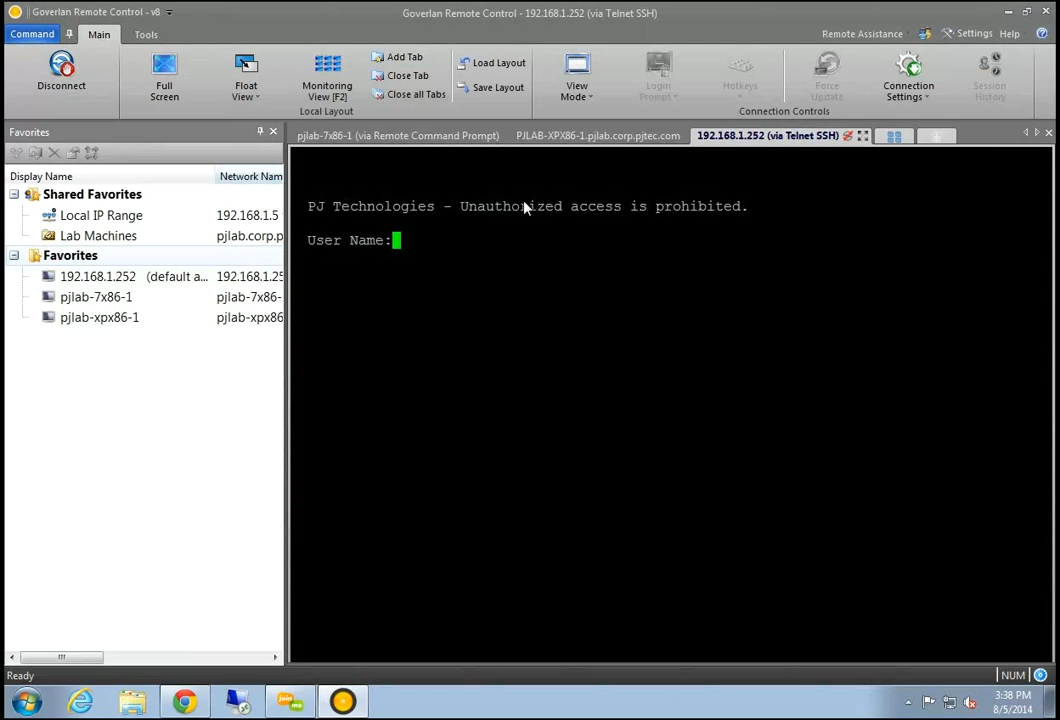 Goverlan Remote Control - v8
Goverlan Remote Control - 192.168.1.252 (via Telnet SSH)
Command
Main
Tools
Remote Assistance
Settings
Help
Disconnect
Full Screen
Float View
Monitoring View [F2]
Add Tab
Close Tab
Close all Tabs
Load Layout
Save Layout
Local Layout
View Mode
Login Prompt
Hotkeys
Force Update
Connection Settings
Session History
Connection Controls
Favorites
pjlab-7x86-1 (via Remote Command Prompt)
PJLAB-XPX86-1.pjlab.corp.pjtec.com
192.168.1.252 (via Telnet SSH)
Display Name
Network Nam
Shared Favorites
Local IP Range 192.168.1.5
Lab Machines pjlab.corp.p
Favorites
192.168.1.252 (default a... 192.168.1.25
pjlab-7x86-1 pjlab-7x86-
pjlab-xpx86-1 pjlab-xpx86
PJ Technologies - Unauthorized access is prohibited.
User Name:
Ready
NUM
3:38 PM
8/5/2014